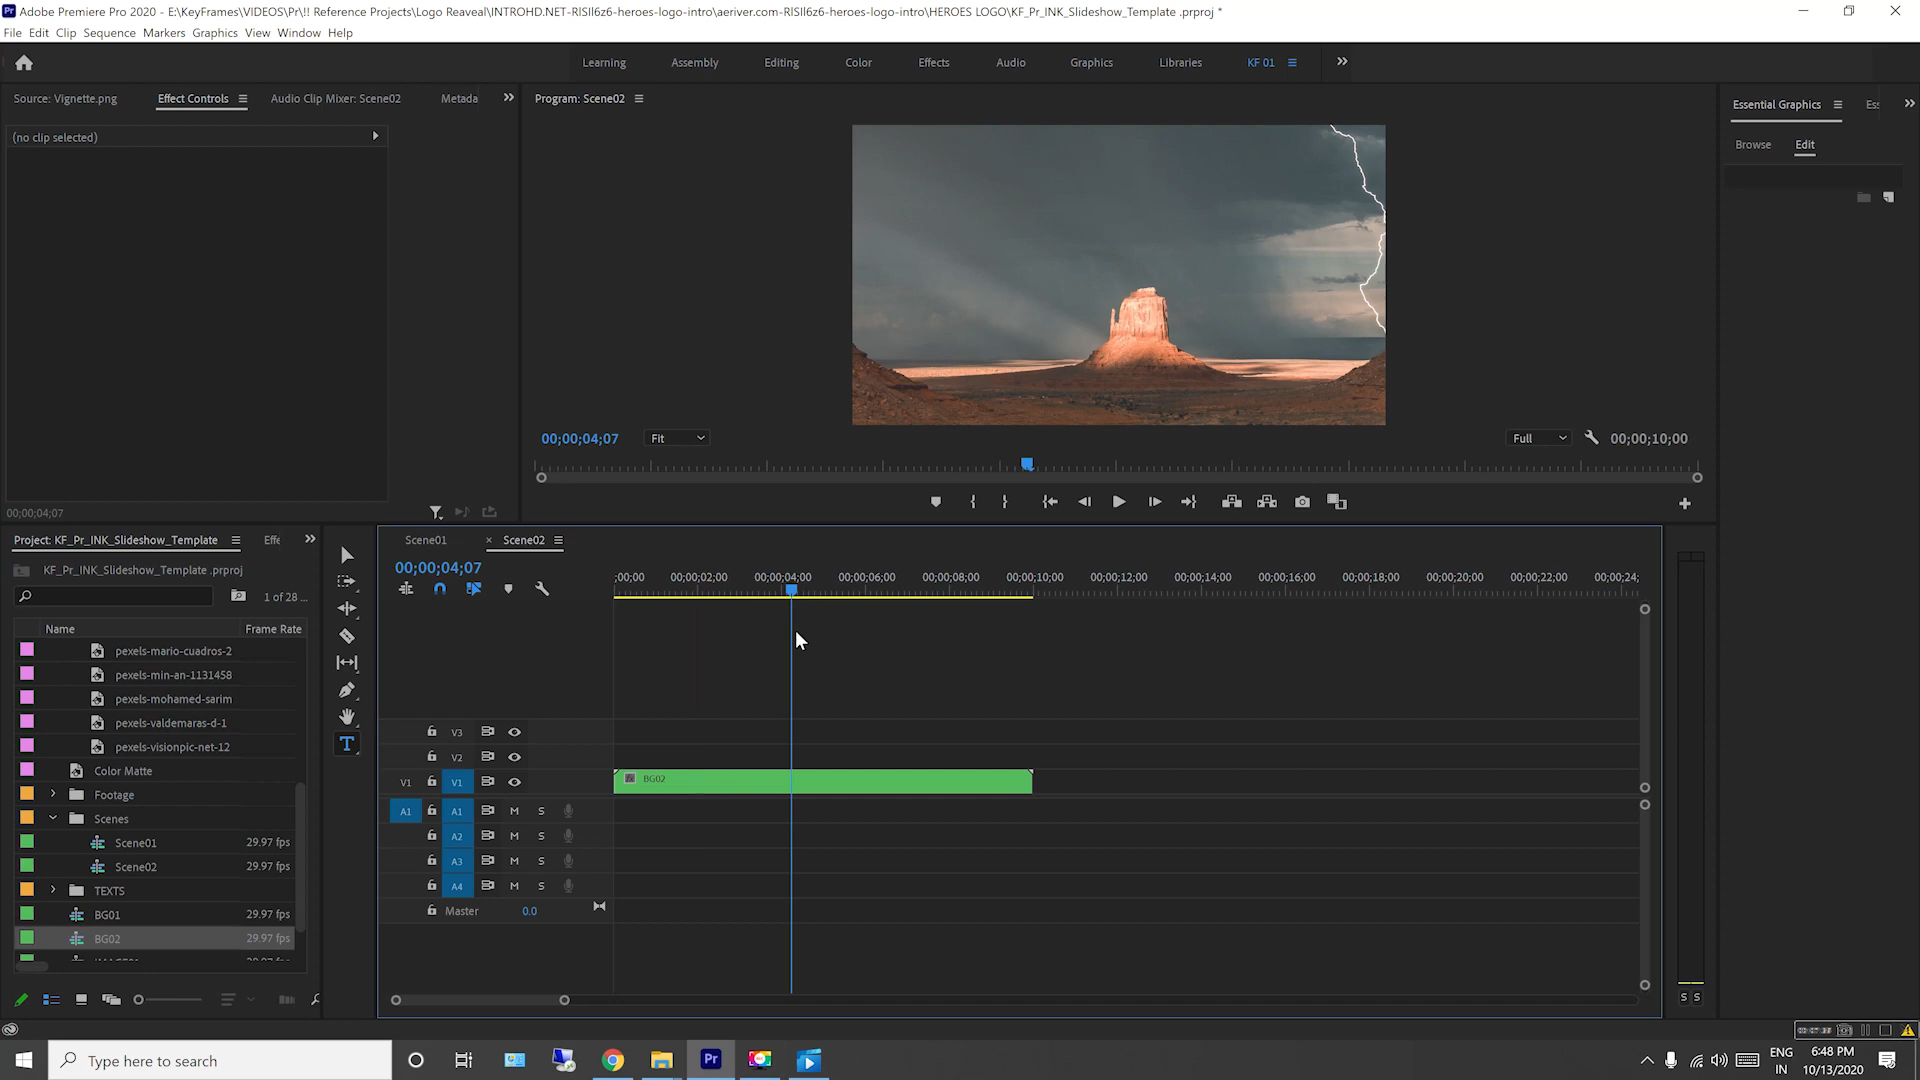 Pr Adobe Premiere Pro 2020 - E:\KeyFrames\VIDEOS\Pr\!! Reference Projects\Logo Reaveal\INTROHD.NET-RlSIl6z6-heroes-logo-intro\aeriver.com-RlSIl6z6-heroes-logo-intro\HEROES LOGO\KF_Pr_INK_Slideshow_Template .prproj *
File Edit Clip Sequence Markers Graphics View Window Help
Learning Assembly Editing Color Effects Audio Graphics Libraries KF 01
Source: Vignette.png Effect Controls Audio Clip Mixer: Scene02 Metada
Program: Scene02
Essential Graphics Es
(no clip selected)
Browse Edit
00;00;04;07 Fit Full 00;00;10;00
00;00;04;07
Project: KF_Pr_INK_Slideshow_Template Effe
KF_Pr_INK_Slideshow_Template .prproj
1 of 28 ...
Name Frame Rate
pexels-mario-cuadros-2
pexels-min-an-1131458
pexels-mohamed-sarim
pexels-valdemaras-d-1
pexels-visionpic-net-12
Color Matte
Footage
Scenes
Scene01 29.97 fps
Scene02 29.97 fps
TEXTS
BG01 29.97 fps
BG02 29.97 fps
T
Scene01 × Scene02
00;00;04;07
;00;00 00;00;02;00 00;00;04;00 00;00;06;00 00;00;08;00 00;00;10;00 00;00;12;00 00;00;14;00 00;00;16;00 00;00;18;00 00;00;20;00 00;00;22;00 00;00;24;
V3
V2
V1 V1 BG02
A1 A1 M S
A2 M S
A3 M S
A4 M S
Master 0.0
S S
Type here to search
Pr
ENG
IN
6:48 PM
10/13/2020